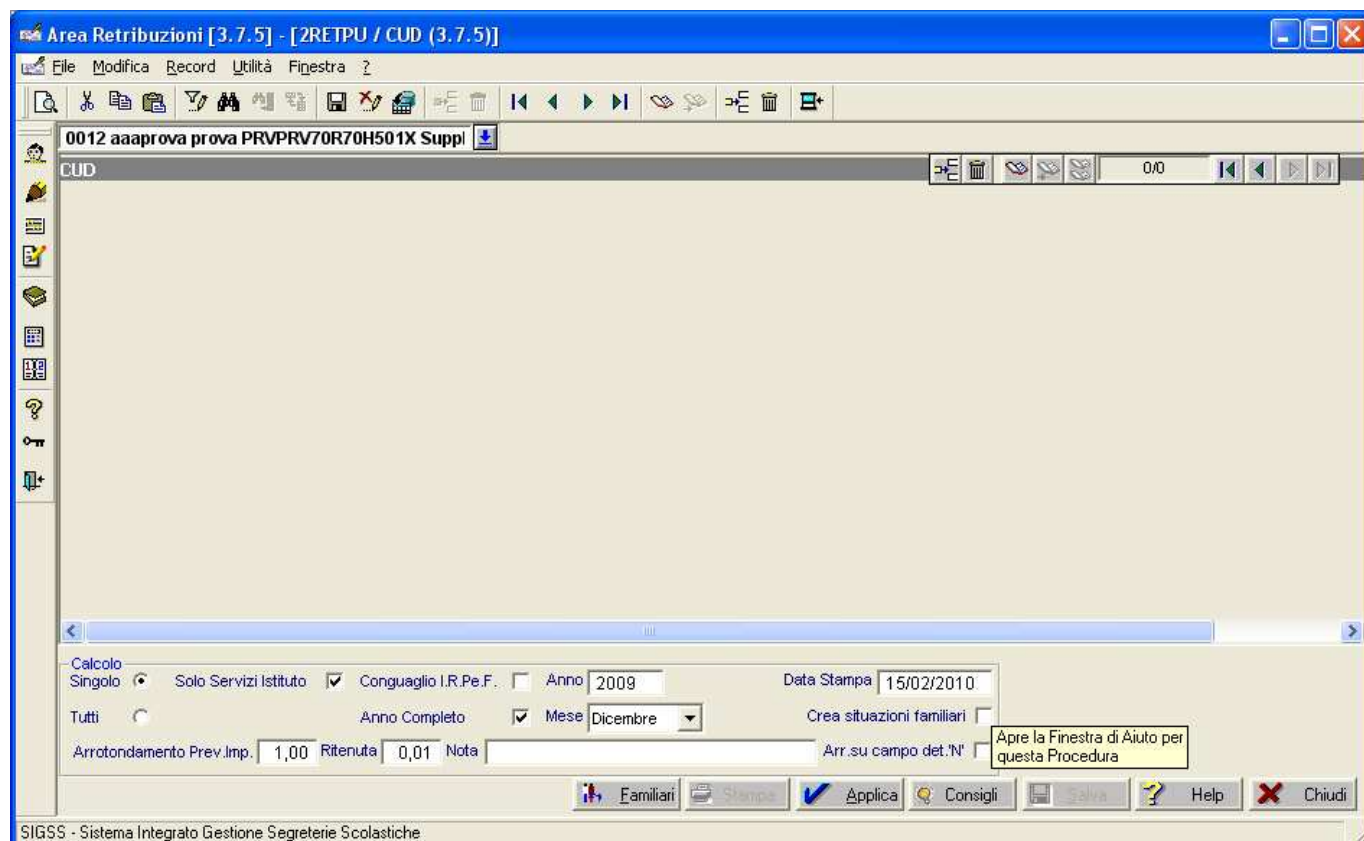 Area Retribuzioni [3.7.5] - [2RETPU / CUD (3.7.5)]
File Modifica Record Utilità Finestra ?
0012 aaaprova prova PRVPRV70R70H501X Suppl
CUD 0/0
Calcolo
Singolo Solo Servizi Istituto Conguaglio I.R.Pe.F. Anno 2009 Data Stampa 15/02/2010
Tutti Anno Completo Mese Dicembre Crea situazioni familiari
Arrotondamento Prev.Imp. 1,00 Ritenuta 0,01 Nota Arr.su campo det.'N'
Apre la Finestra di Aiuto per
questa Procedura
Familiari Stampa Applica Consigli Salva Help Chiudi
SIGSS - Sistema Integrato Gestione Segreterie Scolastiche